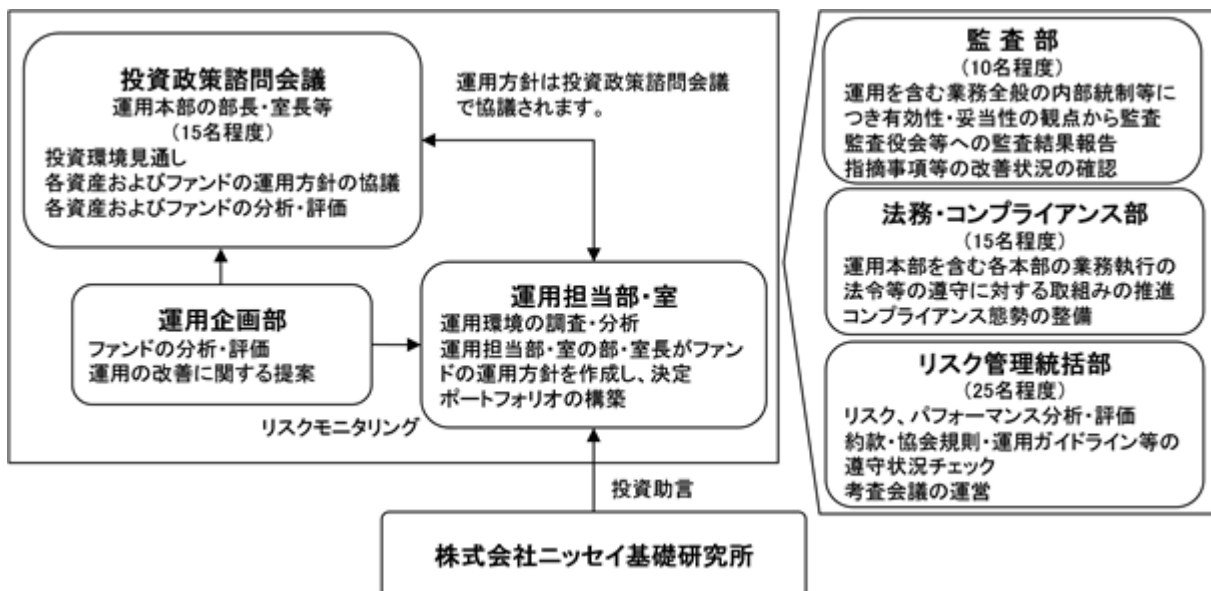 投資政策諮問会議
運用本部の部長・室長等
(15名程度)
投資環境見通し
各資産およびファンドの運用方針の協議
各資産およびファンドの分析・評価
運用方針は投資政策諮問会議
で協議されます。
運用企画部
ファンドの分析・評価
運用の改善に関する提案
運用担当部・室
運用環境の調査・分析
運用担当部・室の部・室長がファン
ドの運用方針を作成し、決定
ポートフォリオの構築
リスクモニタリング
投資助言
株式会社ニッセイ基礎研究所
監 査 部
(10名程度)
運用を含む業務全般の内部統制等に
つき有効性・妥当性の観点から監査
監査役会等への監査結果報告
指摘事項等の改善状況の確認
法務・コンプライアンス部
(15名程度)
運用本部を含む各本部の業務執行の
法令等の遵守に対する取組みの推進
コンプライアンス態勢の整備
リスク管理統括部
(25名程度)
リスク、パフォーマンス分析・評価
約款・協会規則・運用ガイドライン等の
遵守状況チェック
考査会議の運営